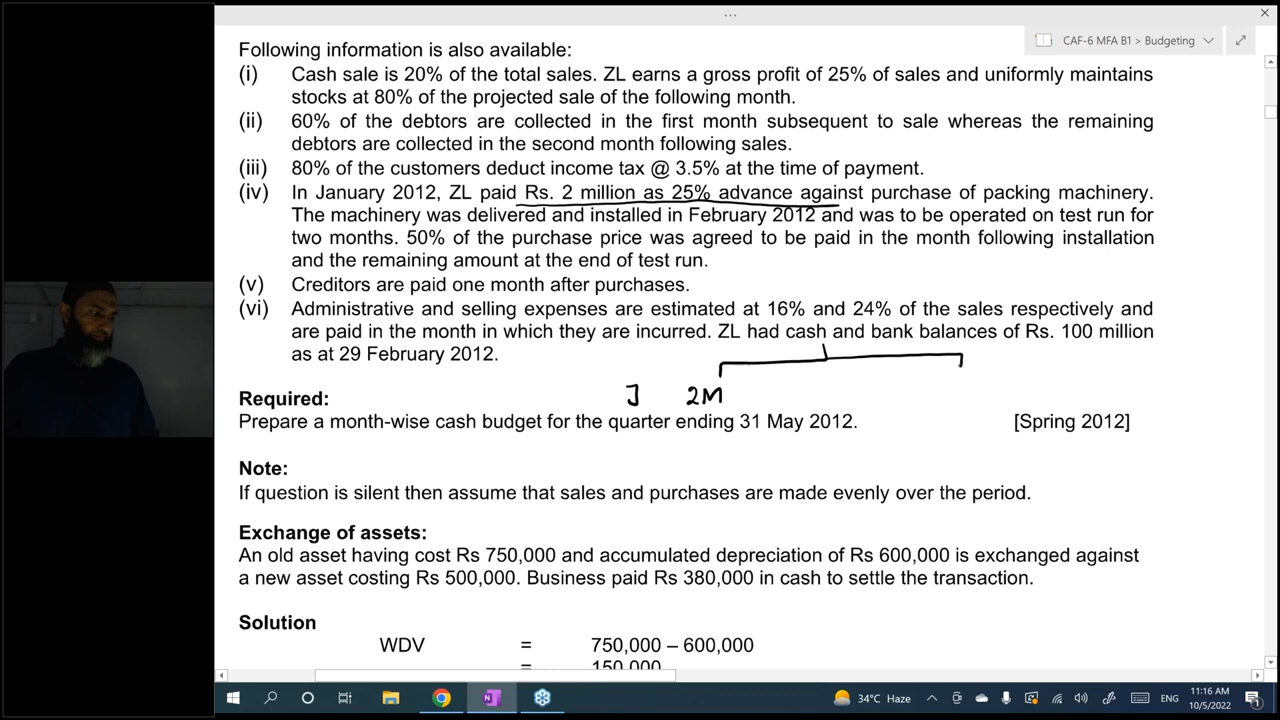 ...
CAF-6 MFA B1 > Budgeting
Following information is also available:
(i) Cash sale is 20% of the total sales. ZL earns a gross profit of 25% of sales and uniformly maintains
stocks at 80% of the projected sale of the following month.
(ii) 60% of the debtors are collected in the first month subsequent to sale whereas the remaining
debtors are collected in the second month following sales.
(iii) 80% of the customers deduct income tax @ 3.5% at the time of payment.
(iv) In January 2012, ZL paid Rs. 2 million as 25% advance against purchase of packing machinery.
The machinery was delivered and installed in February 2012 and was to be operated on test run for
two months. 50% of the purchase price was agreed to be paid in the month following installation
and the remaining amount at the end of test run.
(v) Creditors are paid one month after purchases.
(vi) Administrative and selling expenses are estimated at 16% and 24% of the sales respectively and
are paid in the month in which they are incurred. ZL had cash and bank balances of Rs. 100 million
as at 29 February 2012.
J 2M
Required:
Prepare a month-wise cash budget for the quarter ending 31 May 2012. [Spring 2012]
Note:
If question is silent then assume that sales and purchases are made evenly over the period.
Exchange of assets:
An old asset having cost Rs 750,000 and accumulated depreciation of Rs 600,000 is exchanged against
a new asset costing Rs 500,000. Business paid Rs 380,000 in cash to settle the transaction.
Solution
WDV = 750,000 – 600,000
= 150,000
34°C Haze
ENG
11:16 AM
10/5/2022